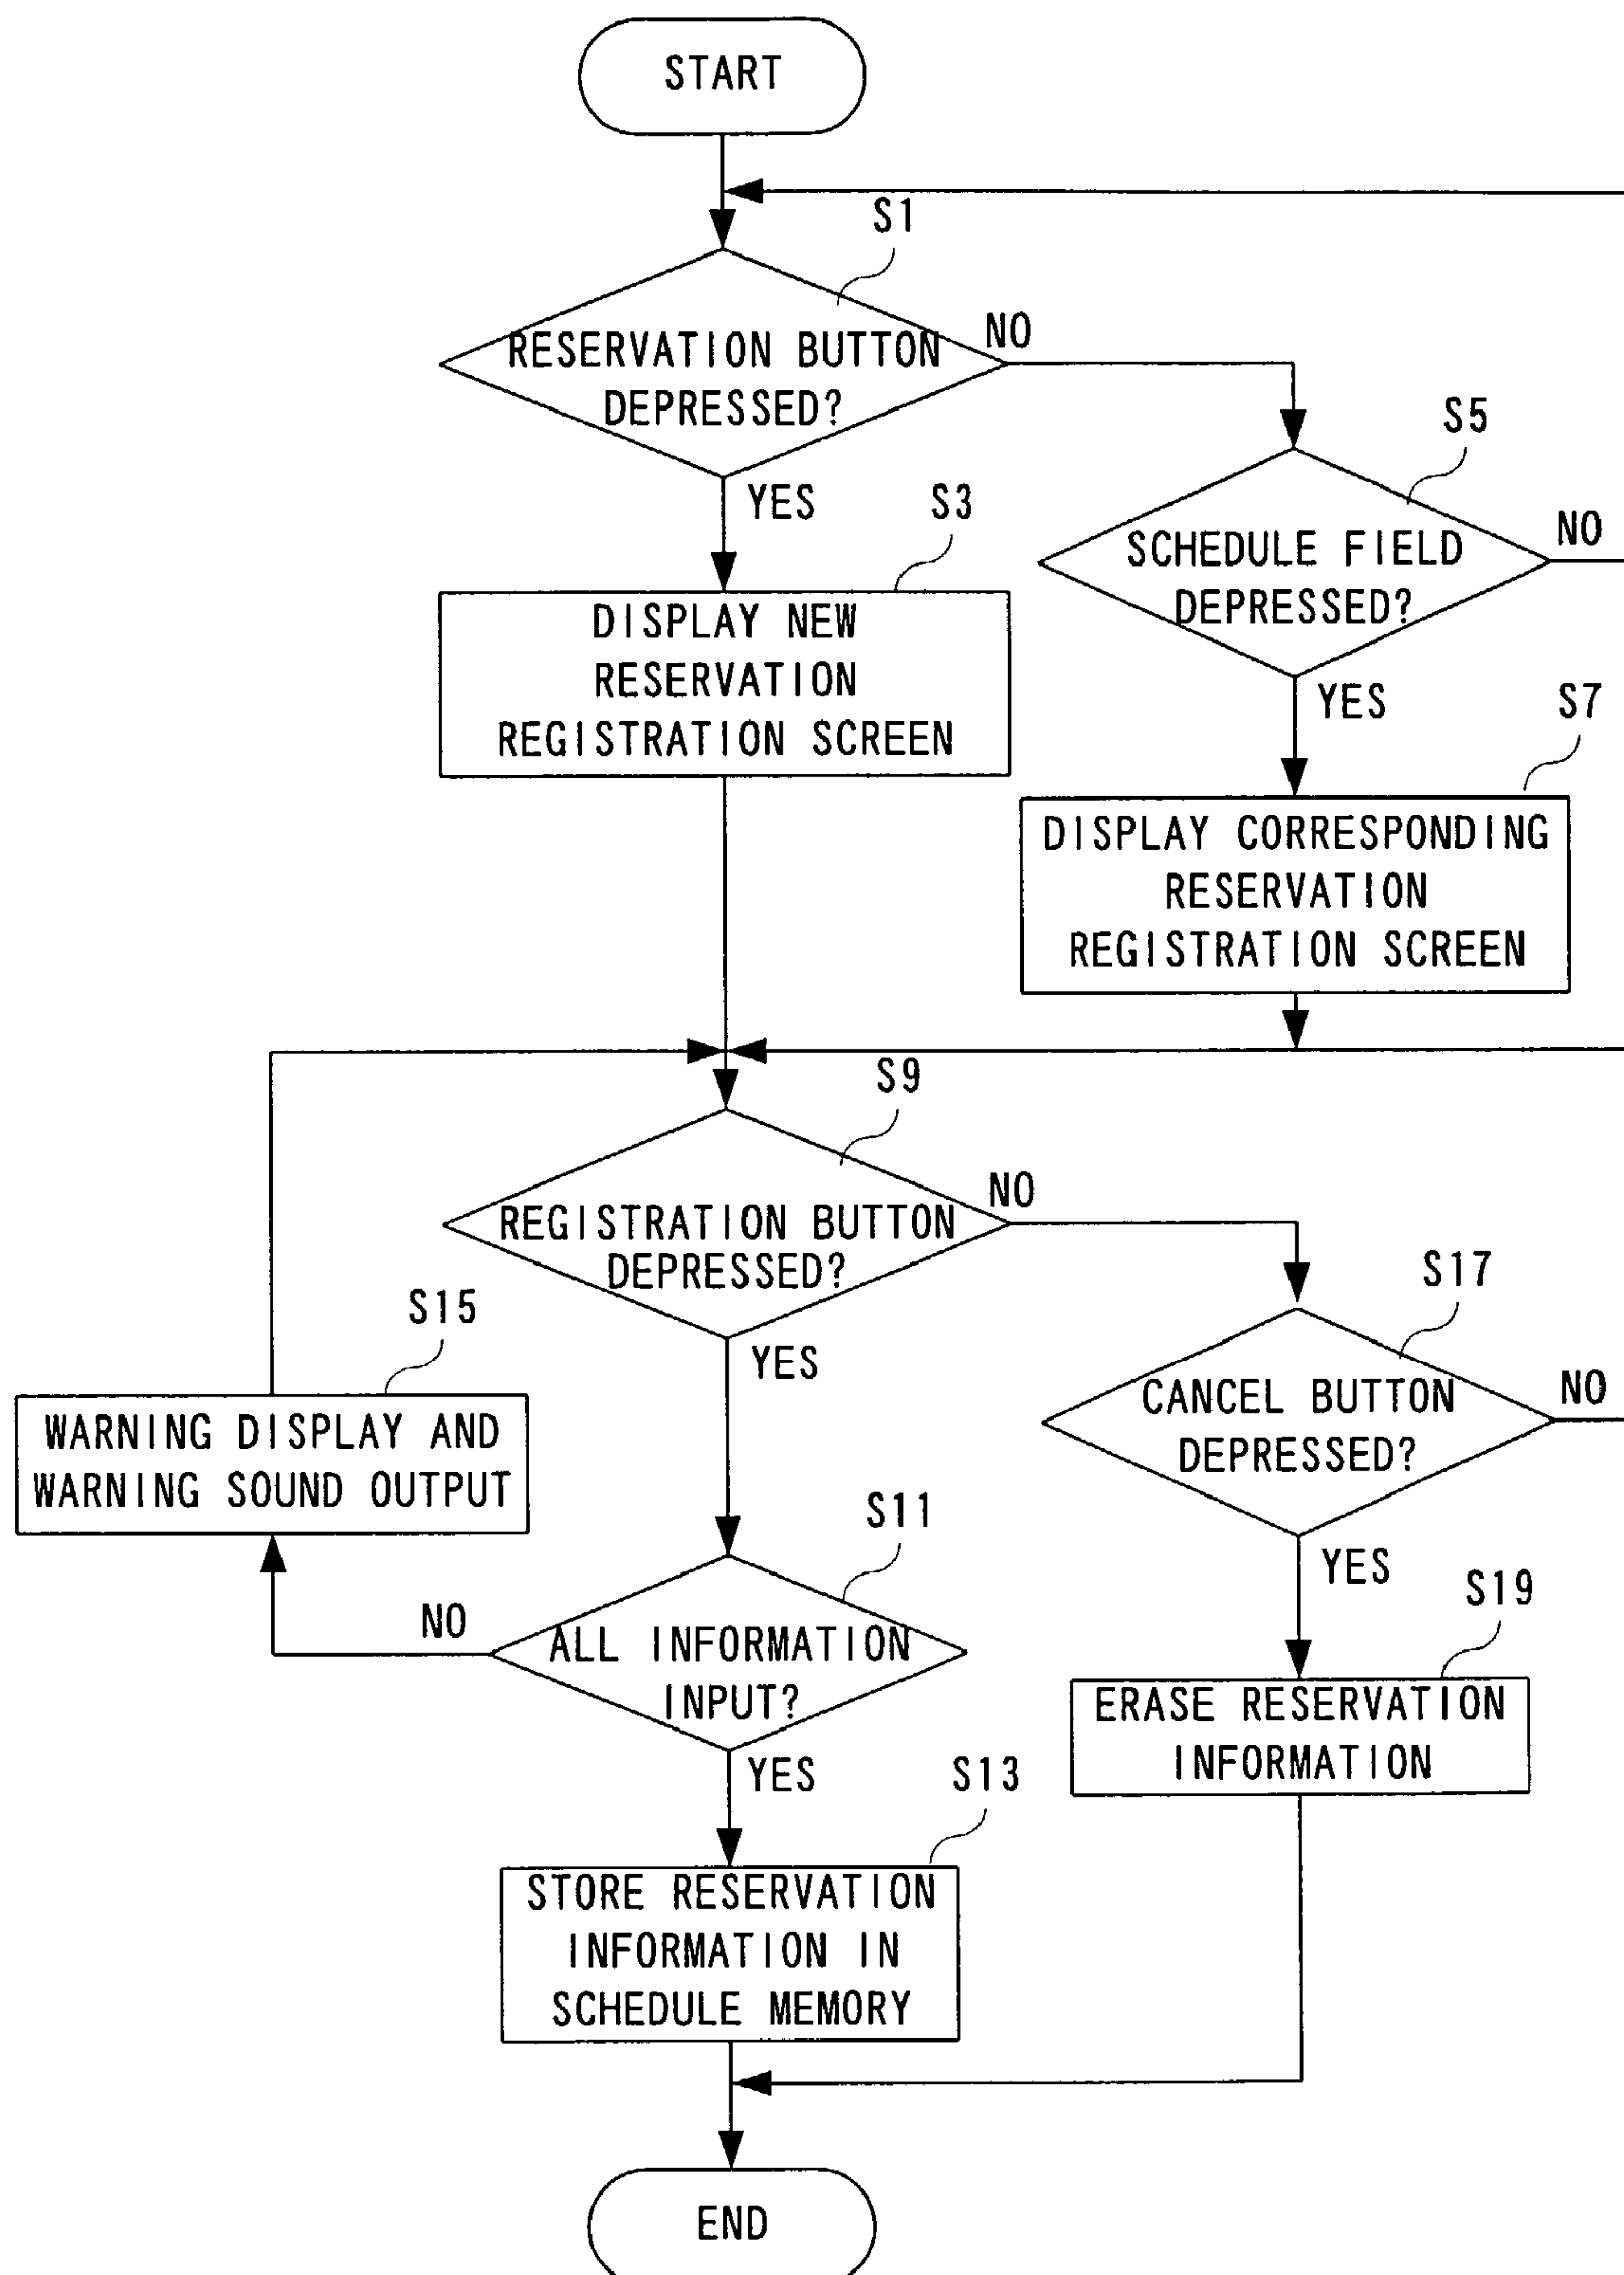 START
S1
RESERVATION BUTTON
DEPRESSED?
NO
YES
S5
SCHEDULE FIELD
DEPRESSED?
NO
YES
S3
DISPLAY NEW
RESERVATION
REGISTRATION SCREEN
S7
DISPLAY CORRESPONDING
RESERVATION
REGISTRATION SCREEN
S9
REGISTRATION BUTTON
DEPRESSED?
NO
YES
S17
CANCEL BUTTON
DEPRESSED?
NO
YES
S15
WARNING DISPLAY AND
WARNING SOUND OUTPUT
S11
ALL INFORMATION
INPUT?
NO
YES
S19
ERASE RESERVATION
INFORMATION
S13
STORE RESERVATION
INFORMATION IN
SCHEDULE MEMORY
END